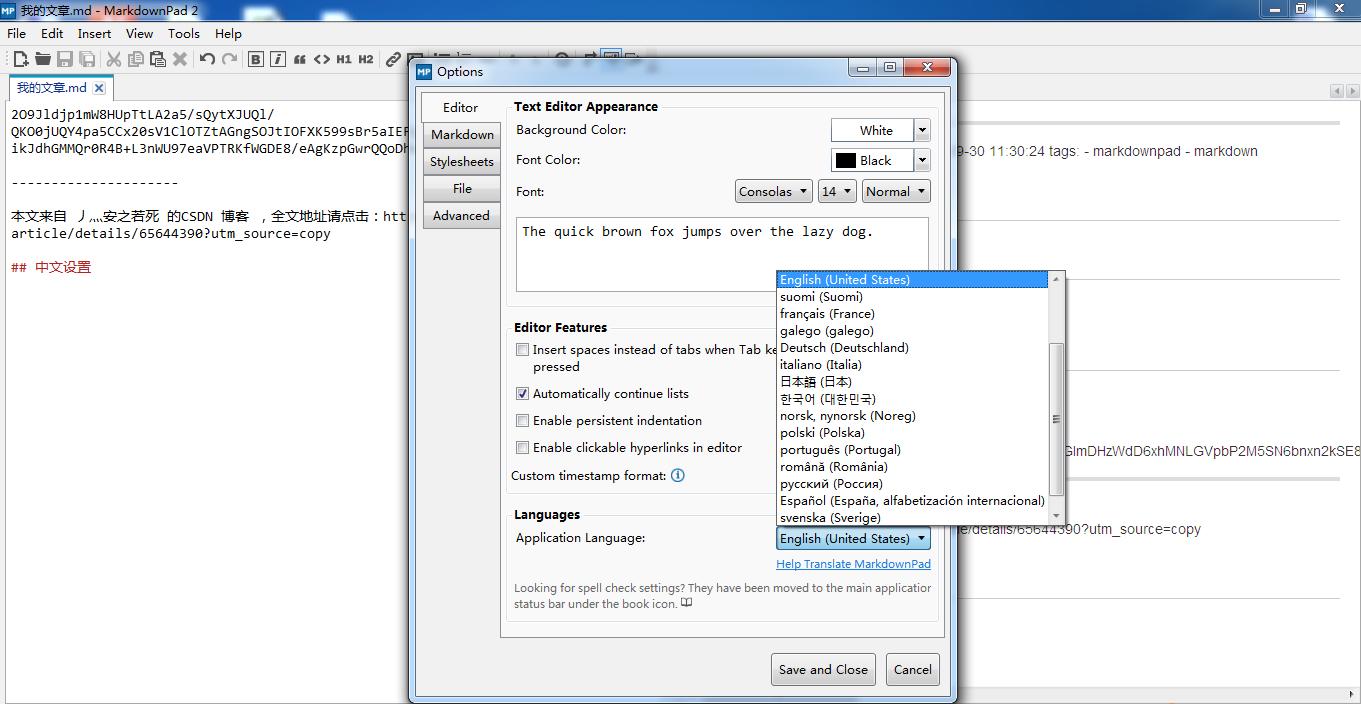 我的文章.md - MarkdownPad 2
File Edit Insert View Tools Help
B i H1 H2
我的文章.md
2O9Jldjp1mW8HUpTtLA2a5/sQytXJUQl/
QKO0jUQY4pa5CCx20sV1ClOTZtAGngSOJtIOFXK599sBr5aIEF
ikJdhGMMQr0R4B+L3nWU97eaVPTRKfWGDE8/eAgKzpGwrQQoDh
---------------------
本文来自 丿灬安之若死 的CSDN 博客 ，全文地址请点击：htt
article/details/65644390?utm_source=copy
## 中文设置
Options
Editor
Markdown
Stylesheets
File
Advanced
Text Editor Appearance
Background Color: White
Font Color: Black
Font: Consolas 14 Normal
The quick brown fox jumps over the lazy dog.
Editor Features
Insert spaces instead of tabs when Tab ke
pressed
Automatically continue lists
Enable persistent indentation
Enable clickable hyperlinks in editor
Custom timestamp format:
Languages
Application Language: English (United States)
Help Translate MarkdownPad
Looking for spell check settings? They have been moved to the main application
status bar under the book icon.
Save and Close Cancel
English (United States)
suomi (Suomi)
français (France)
galego (galego)
Deutsch (Deutschland)
italiano (Italia)
日本語 (日本)
한국어 (대한민국)
norsk, nynorsk (Noreg)
polski (Polska)
português (Portugal)
română (România)
русский (Россия)
Español (España, alfabetización internacional)
svenska (Sverige)
9-30 11:30:24 tags: - markdownpad - markdown
GlmDHzWdD6xhMNLGVpbP2M5SN6bnxn2kSE8
e/details/65644390?utm_source=copy